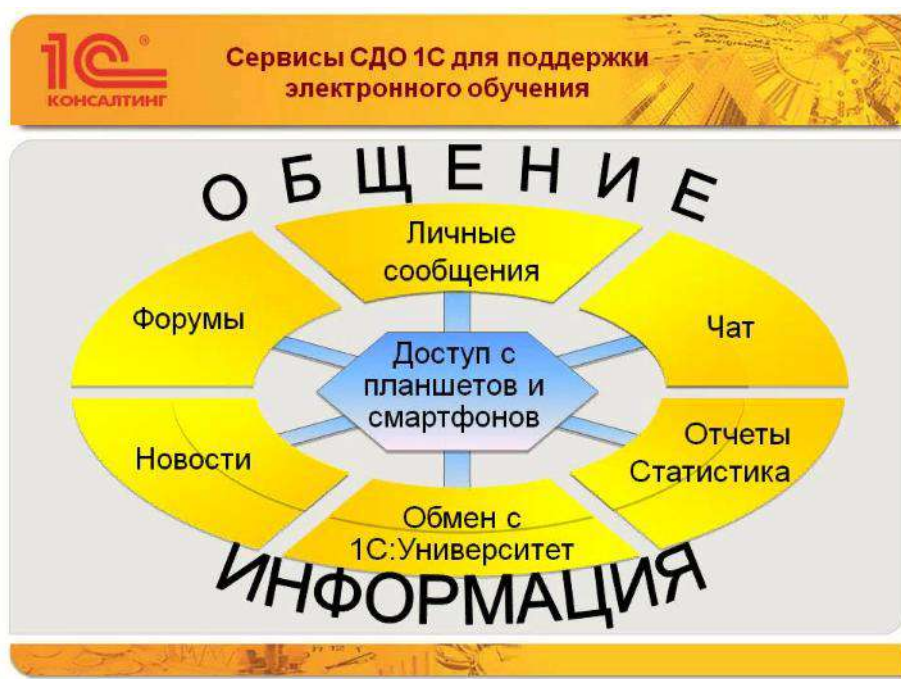 1С®
КОНСАЛТИНГ
Сервисы СДО 1С для поддержки
электронного обучения
ОБЩЕНИЕ
Личные
сообщения
Форумы
Чат
Доступ с
планшетов и
смартфонов
Новости
Отчеты
Статистика
Обмен с
1С:Университет
ИНФОРМАЦИЯ